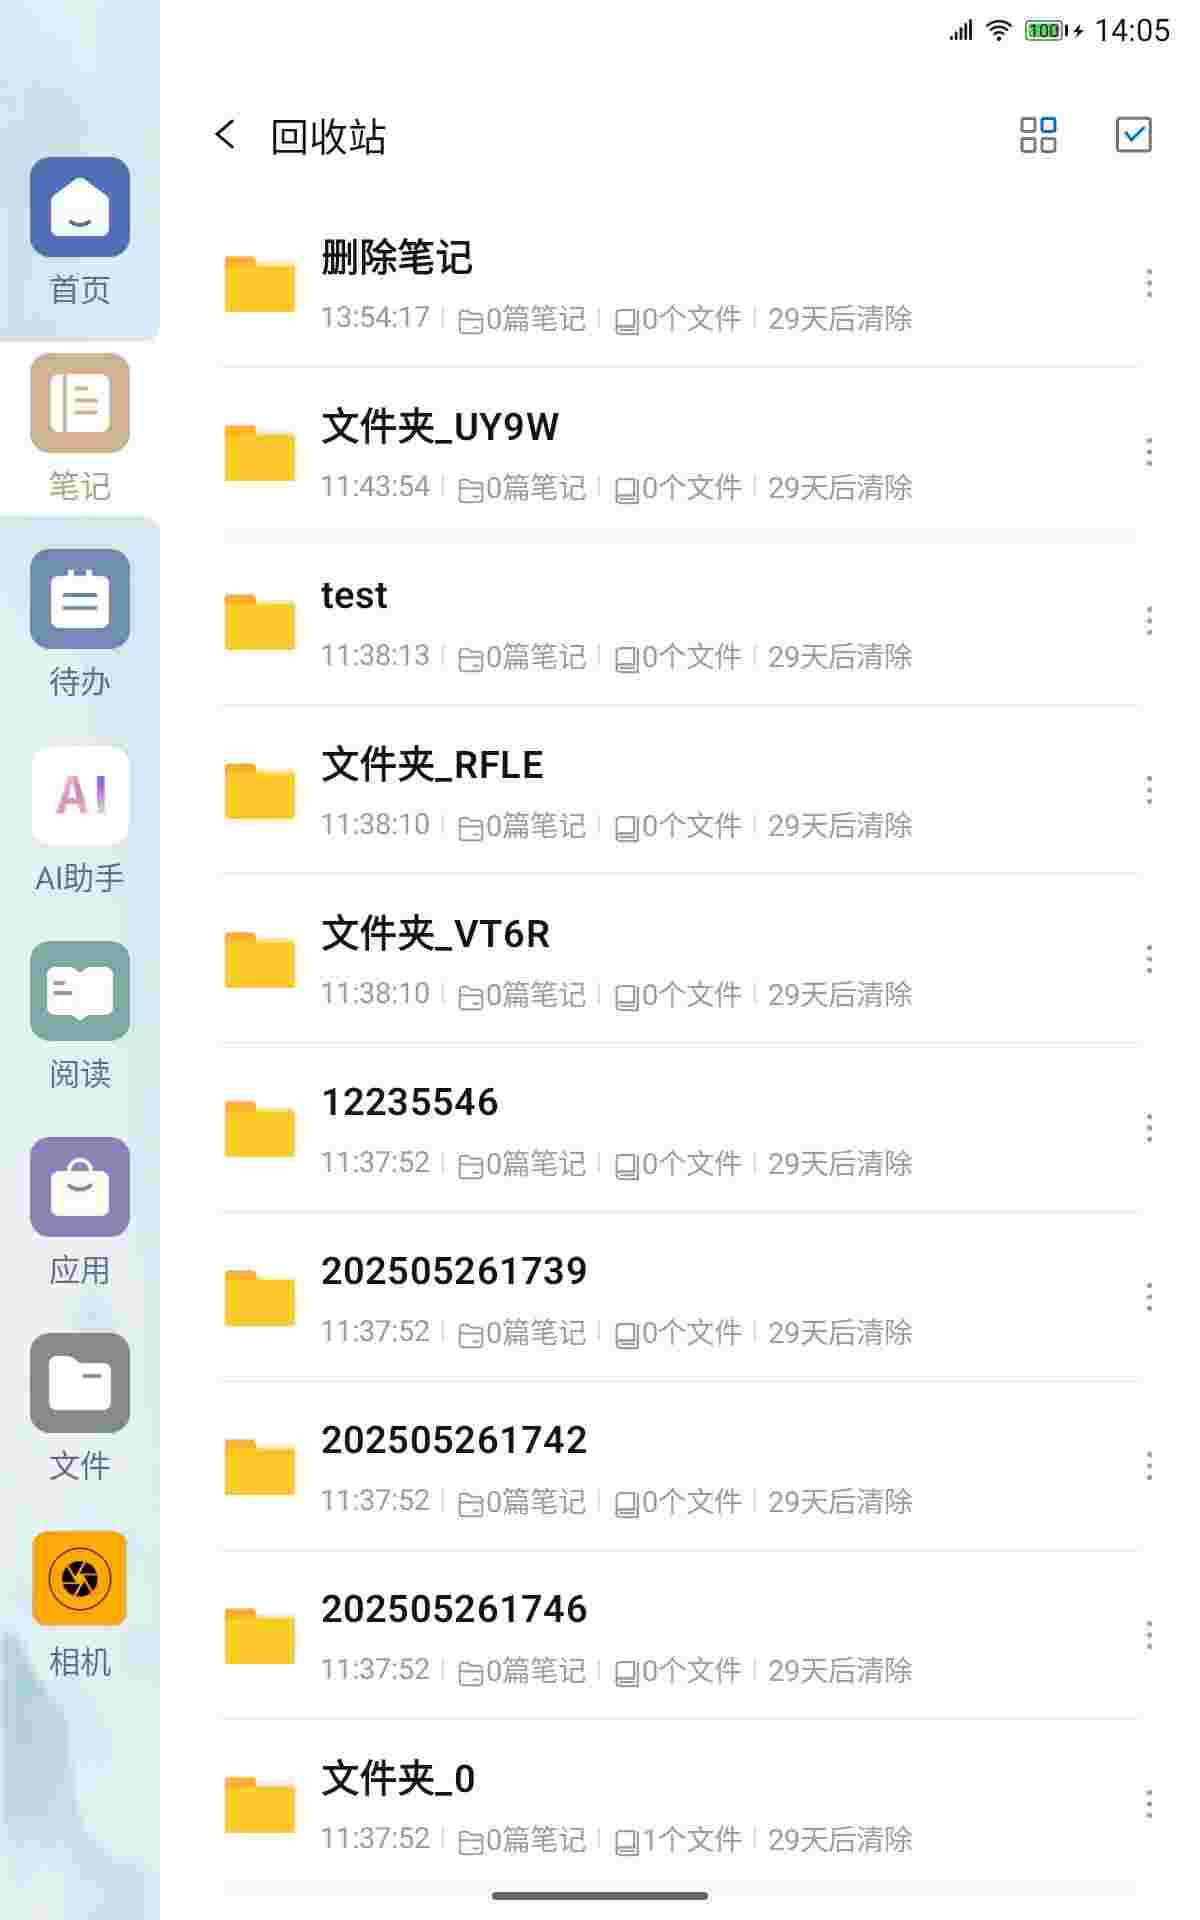 100 14:05
回收站
首页
笔记
待办
AI
AI助手
阅读
应用
文件
相机
删除笔记
13:54:17 0篇笔记 0个文件 29天后清除
文件夹_UY9W
11:43:54 0篇笔记 0个文件 29天后清除
test
11:38:13 0篇笔记 0个文件 29天后清除
文件夹_RFLE
11:38:10 0篇笔记 0个文件 29天后清除
文件夹_VT6R
11:38:10 0篇笔记 0个文件 29天后清除
12235546
11:37:52 0篇笔记 0个文件 29天后清除
202505261739
11:37:52 0篇笔记 0个文件 29天后清除
202505261742
11:37:52 0篇笔记 0个文件 29天后清除
202505261746
11:37:52 0篇笔记 0个文件 29天后清除
文件夹_0
11:37:52 0篇笔记 1个文件 29天后清除